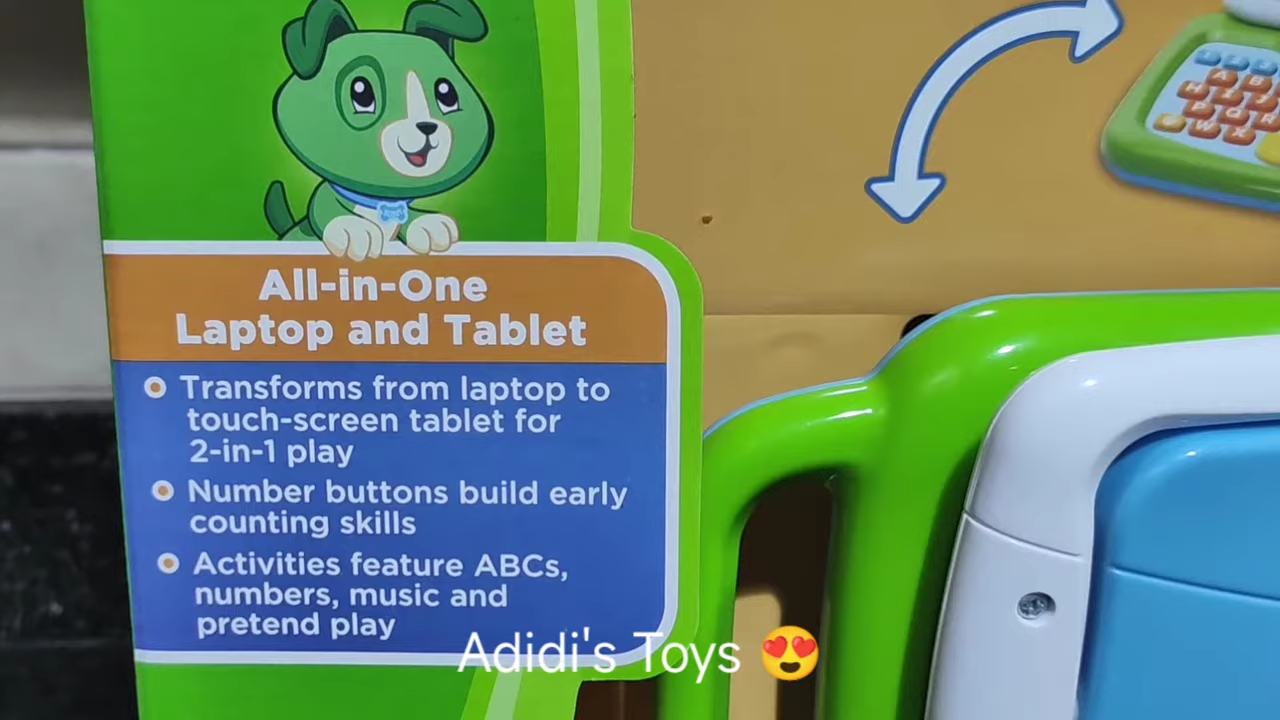 All-in-One
Laptop and Tablet
Transforms from laptop to
touch-screen tablet for
2-in-1 play
Number buttons build early
counting skills
Activities feature ABCs,
numbers, music and
pretend play
Adidi's Toys 😍